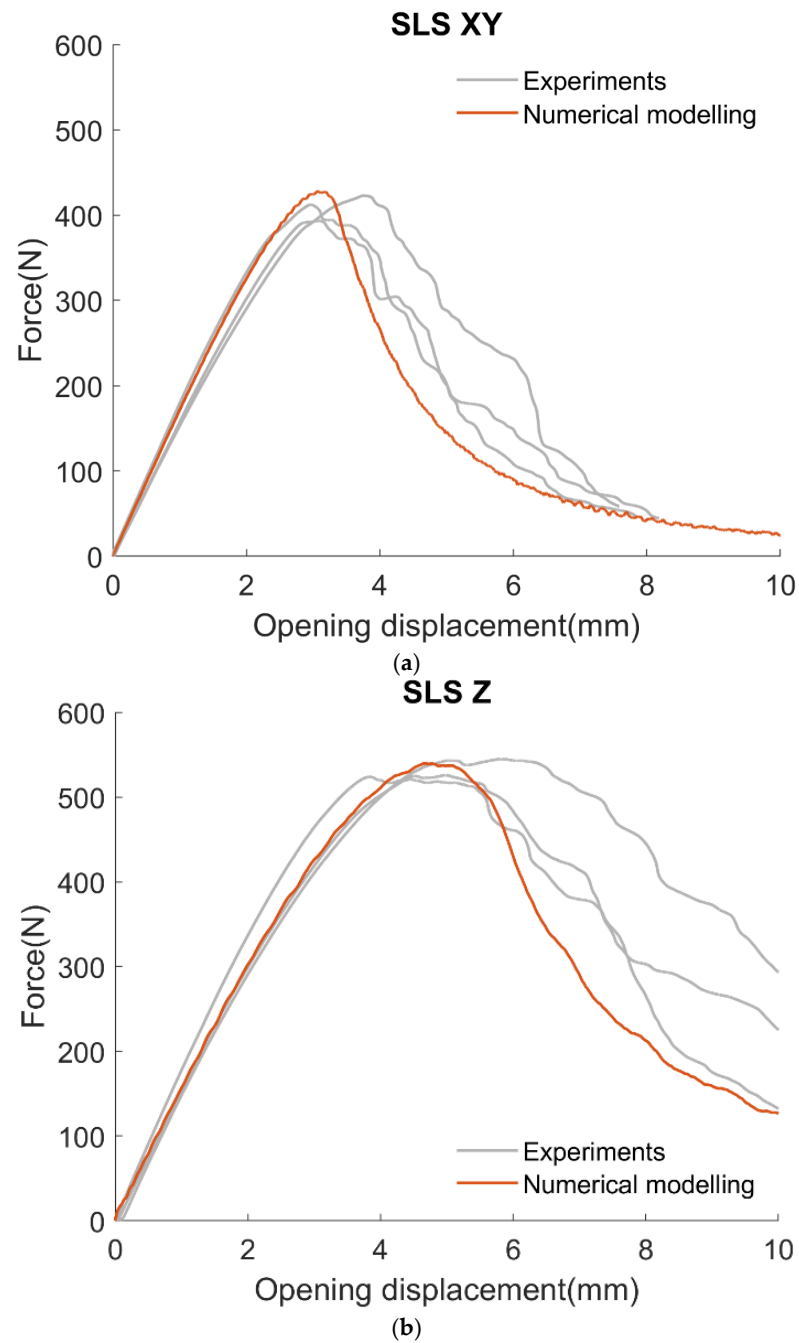 SLS XY
600
500
400
300
200
100
0
Force(N)
Experiments
Numerical modelling
0 2 4 6 8 10
Opening displacement(mm)
(a)
SLS Z
600
500
400
300
200
100
0
Force(N)
Experiments
Numerical modelling
0 2 4 6 8 10
Opening displacement(mm)
(b)